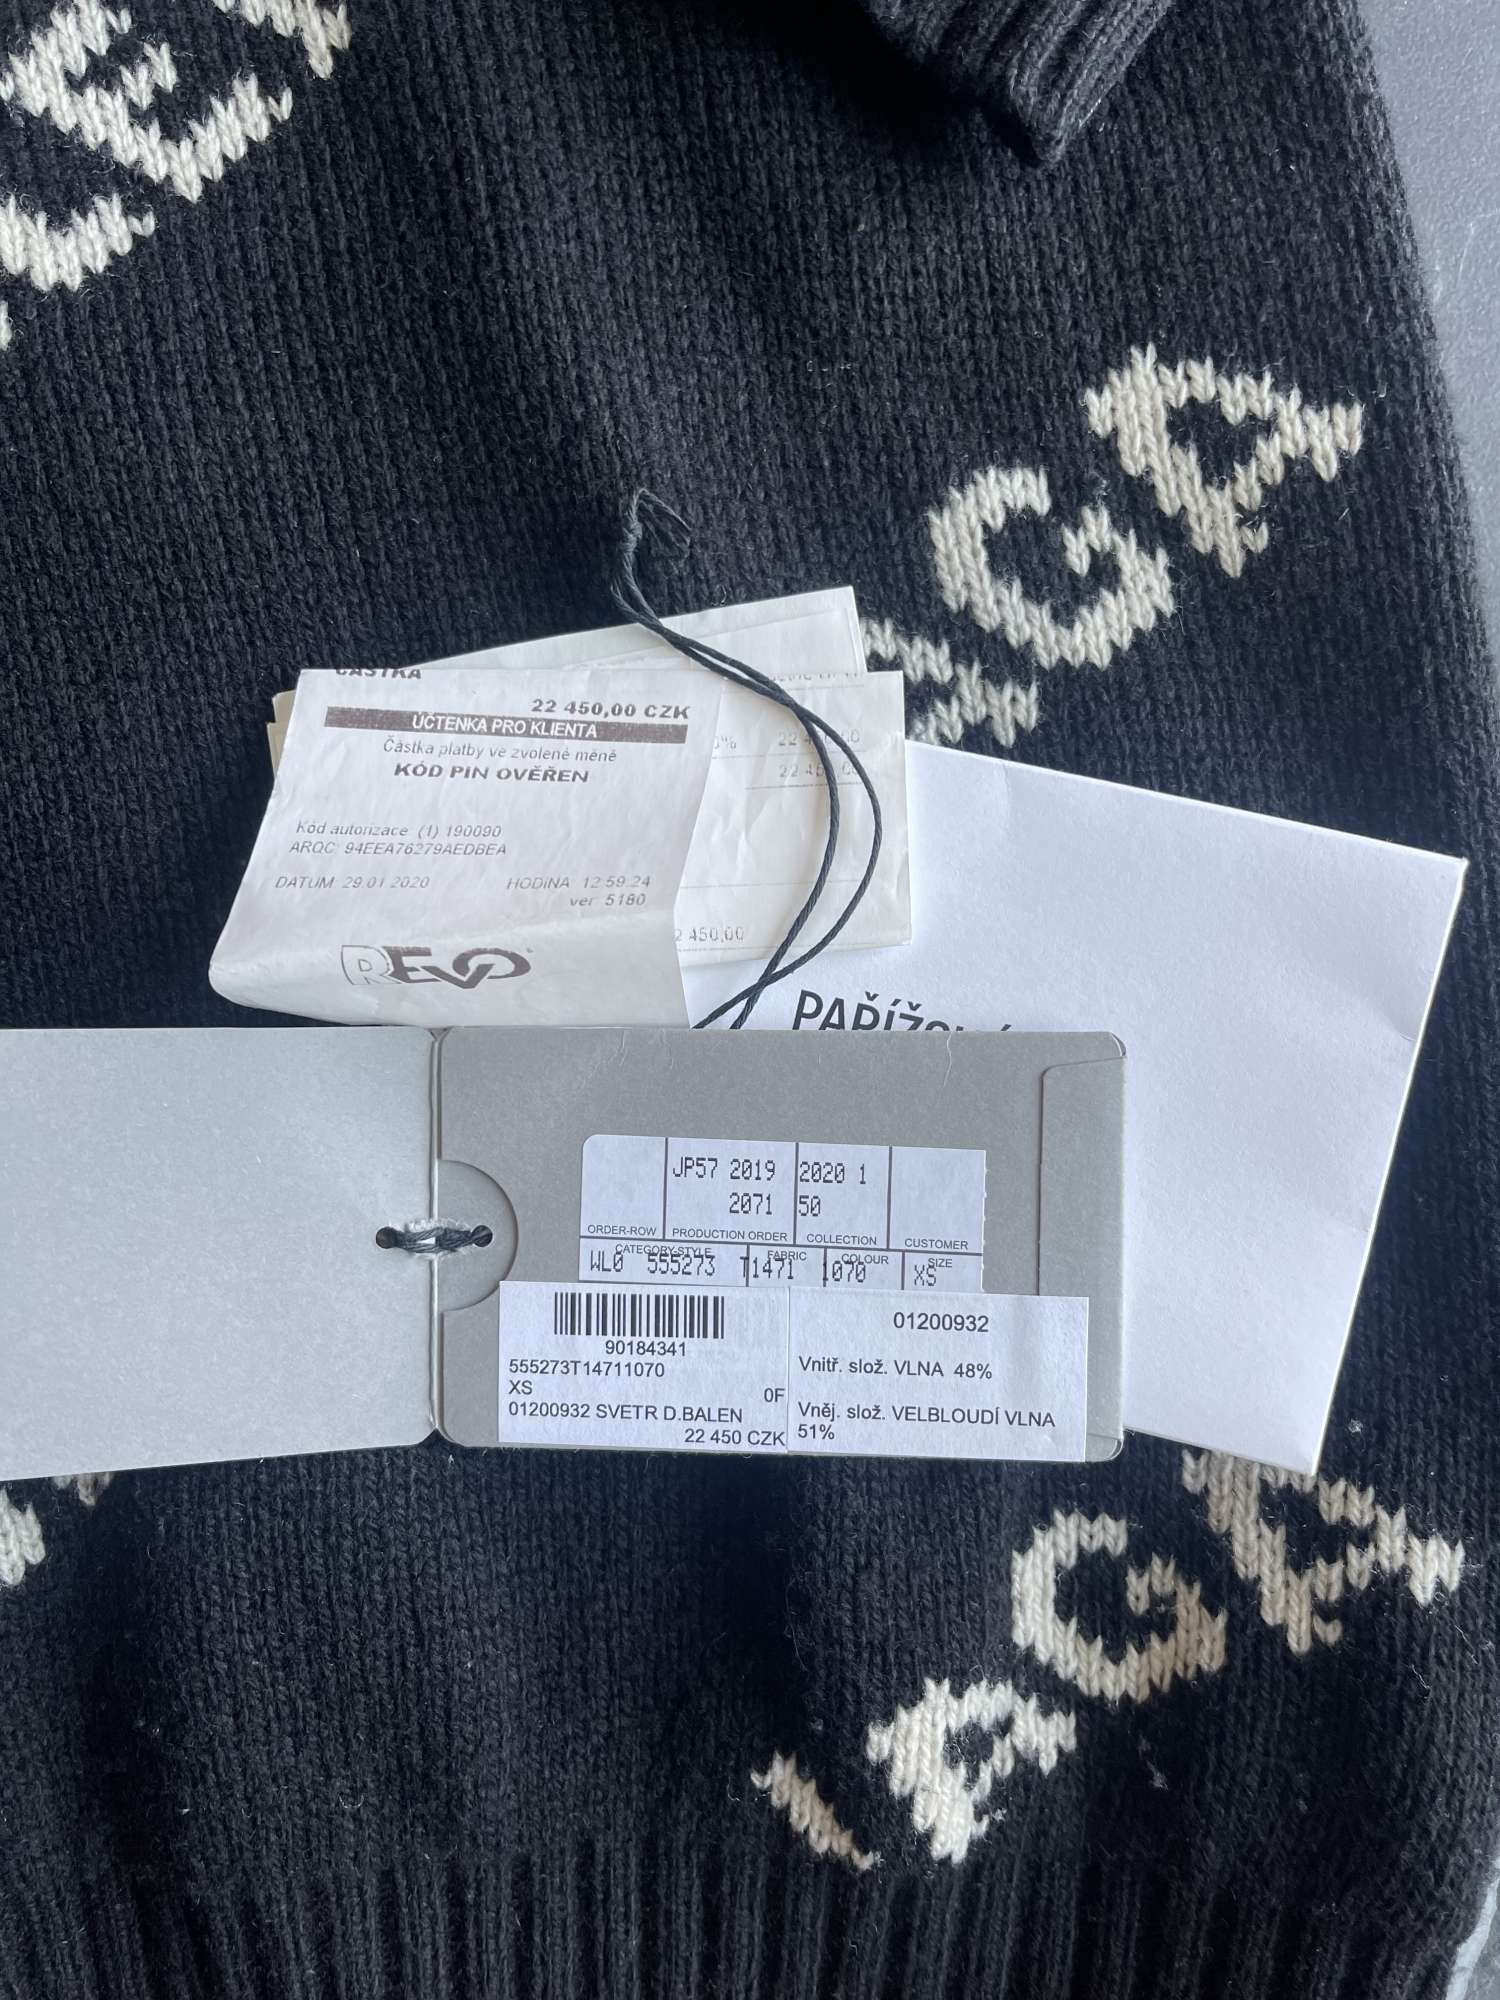 ČÁSTKA
22 450,00 CZK
ÚČTENKA PRO KLIENTA
Částka platby ve zvolené měně
KÓD PIN OVĚŘEN
Kód autorizace: (1) 190090
ARQC: 94EEA76279AEDBEA
DATUM 29.01.2020 HODINA 12:59:24
ver 5180
REVO
2 450,00
JP57 2019 2020 1
2071 50
ORDER-ROW PRODUCTION ORDER COLLECTION CUSTOMER
CATEGORY-STYLE FABRIC COLOUR SIZE
WL0 555273 T1471 1070 XS
90184341
555273T14711070
XS 0F
01200932 SVETR D.BALEN
22 450 CZK
01200932
Vnitř. slož. VLNA 48%
Vněj. slož. VELBLOUDÍ VLNA
51%
GA
GA